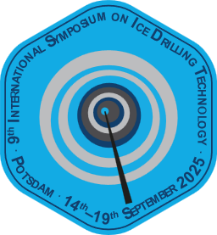 9th International Symposium on Ice Drilling Technology ·
Potsdam · 14th–19th September 2025 ·